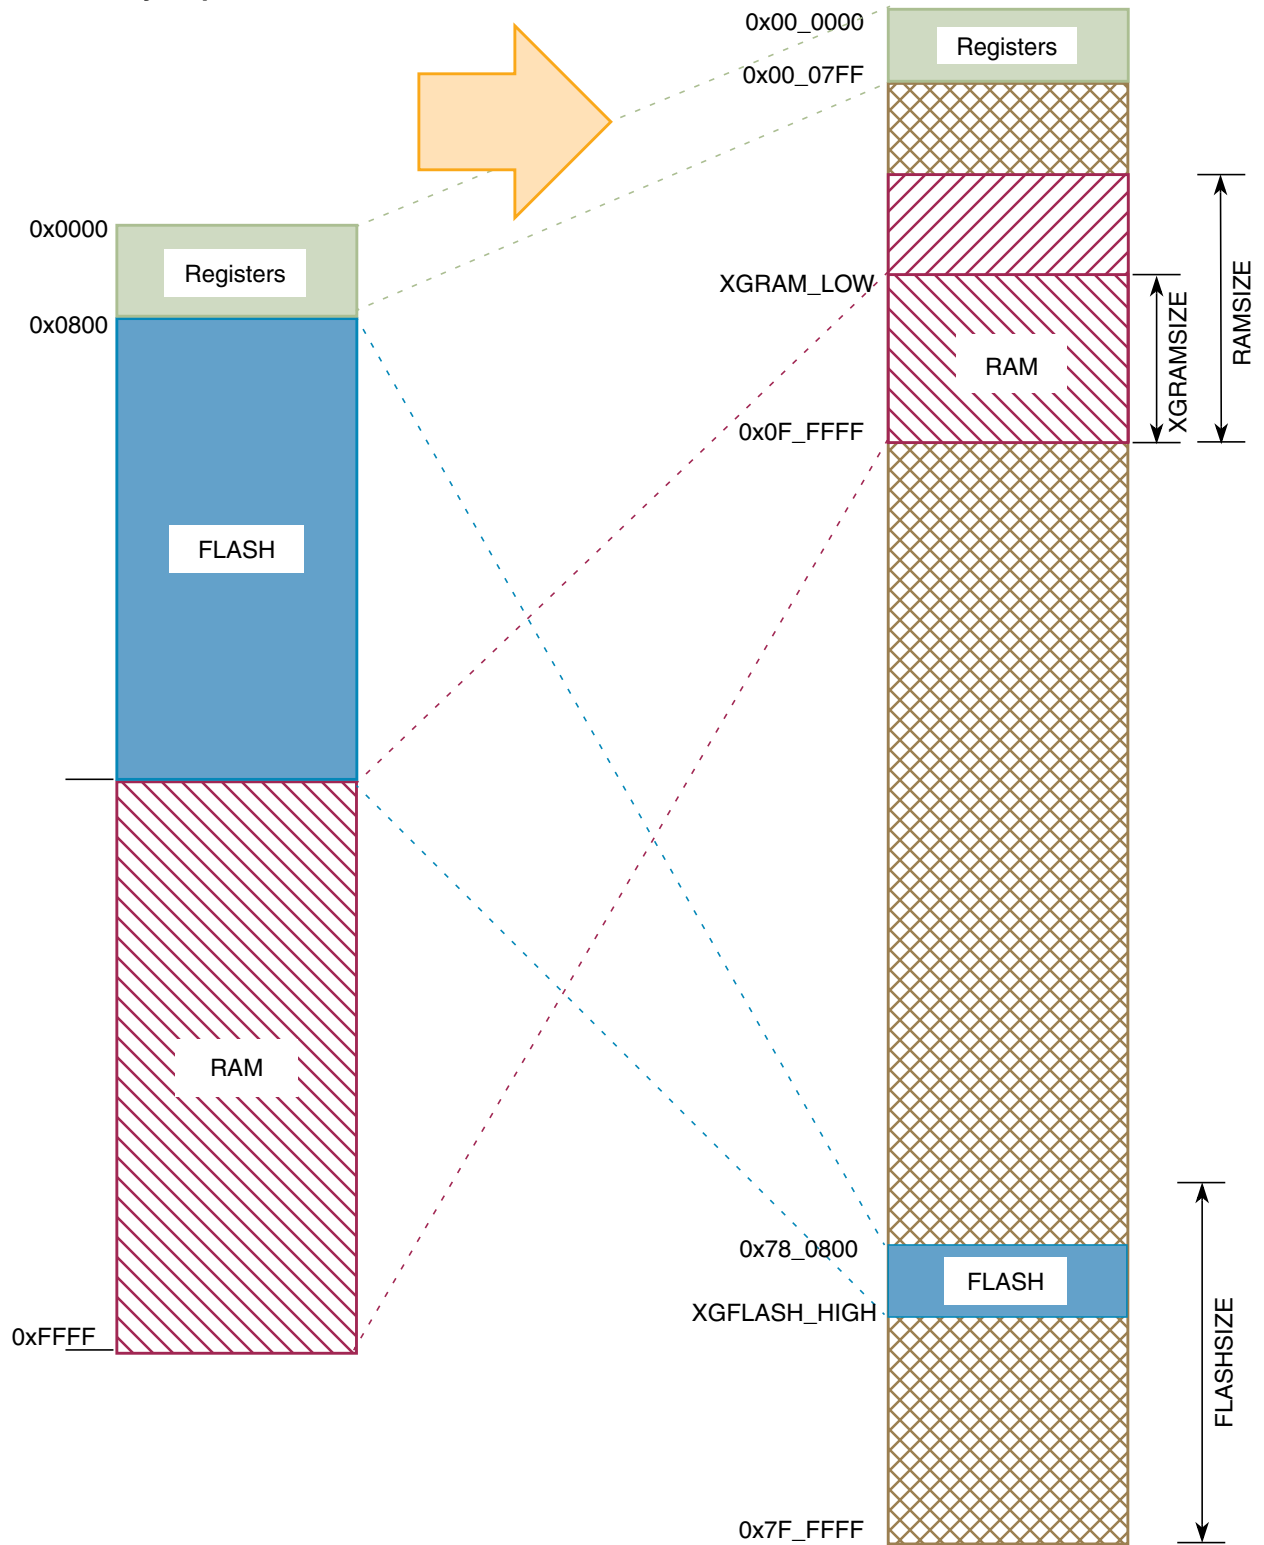 0x00_0000
Registers
0x00_07FF
0x0000
Registers
0x0800
XGRAM_LOW
RAM
XGRAMSIZE
RAMSIZE
0x0F_FFFF
FLASH
RAM
0x78_0800
FLASH
XGFLASH_HIGH
FLASHSIZE
0xFFFF
0x7F_FFFF